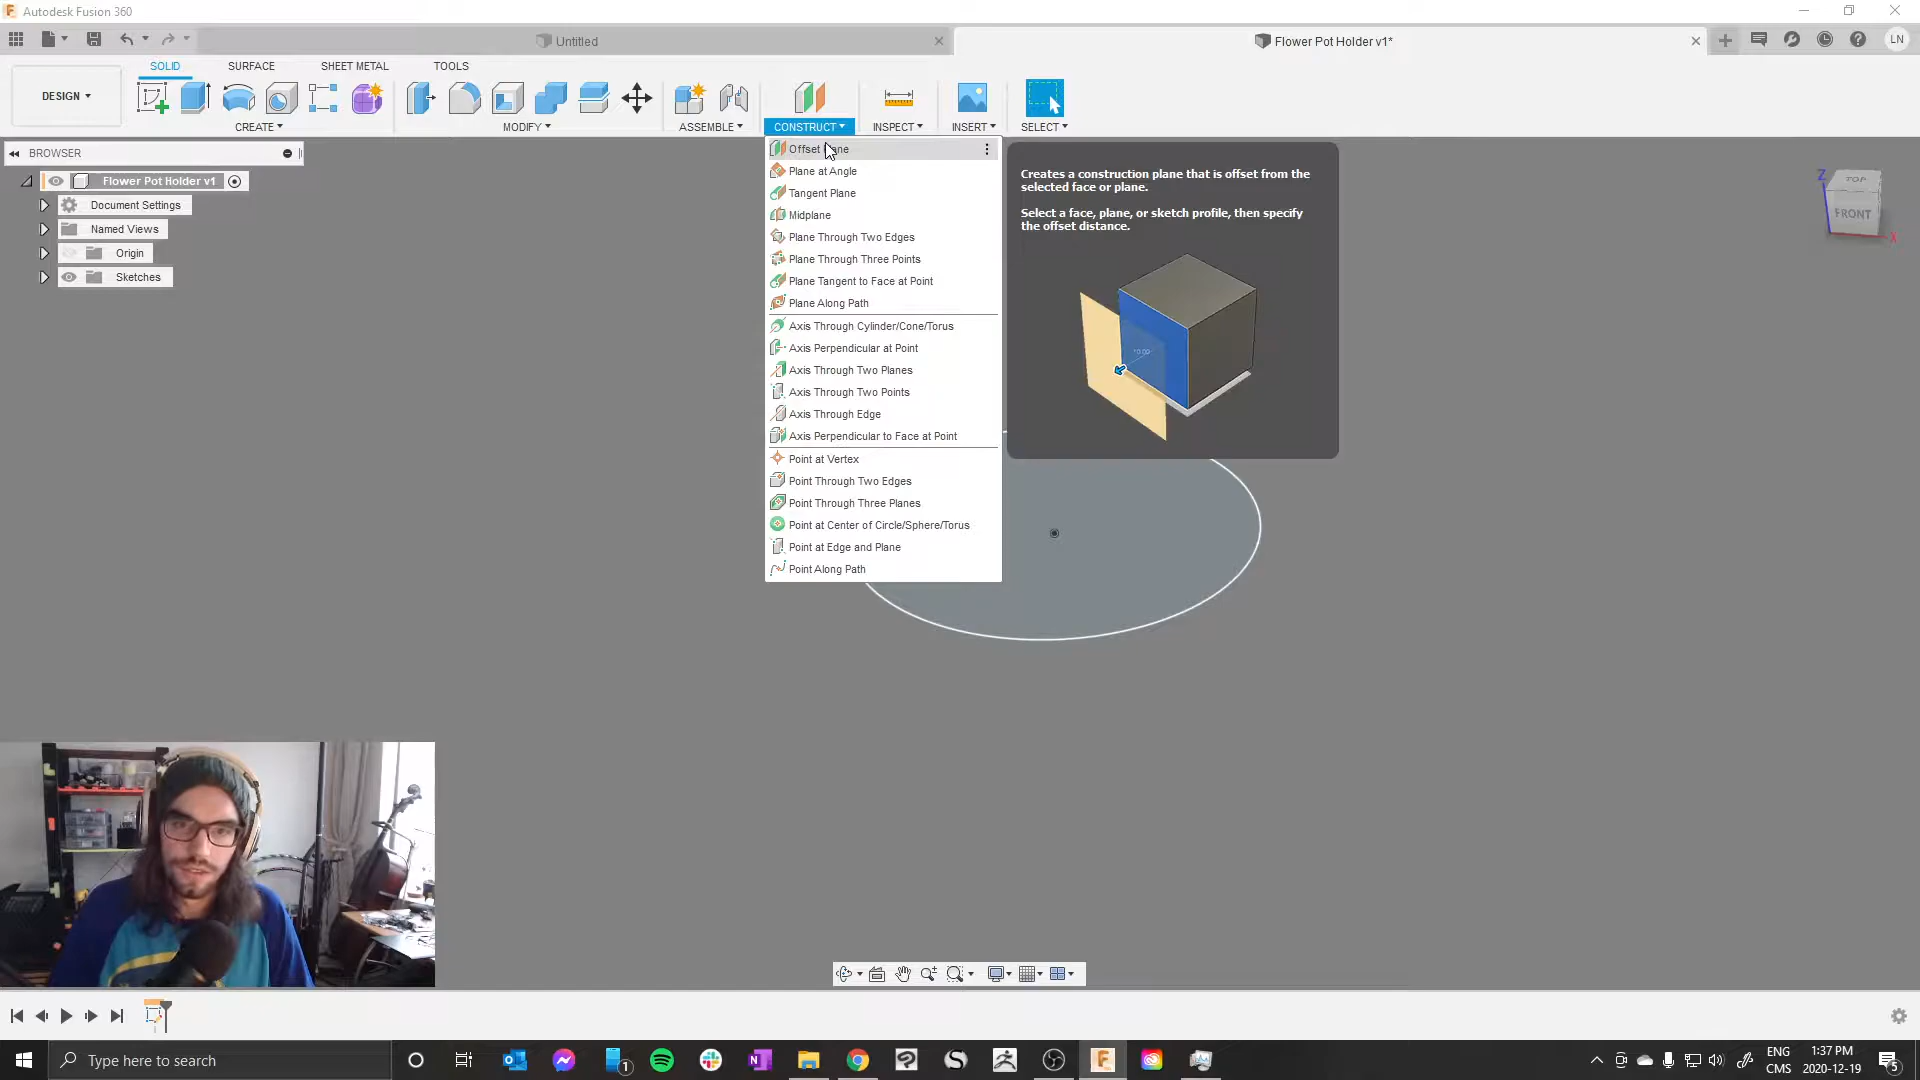 Autodesk Fusion 360
Untitled
Flower Pot Holder v1*
LN
DESIGN
SOLID
SURFACE
SHEET METAL
TOOLS
CREATE
MODIFY
ASSEMBLE
CONSTRUCT
INSPECT
INSERT
SELECT
BROWSER
Flower Pot Holder v1
Document Settings
Named Views
Origin
Sketches
Offset Plane
Plane at Angle
Tangent Plane
Midplane
Plane Through Two Edges
Plane Through Three Points
Plane Tangent to Face at Point
Plane Along Path
Axis Through Cylinder/Cone/Torus
Axis Perpendicular at Point
Axis Through Two Planes
Axis Through Two Points
Axis Through Edge
Axis Perpendicular to Face at Point
Point at Vertex
Point Through Two Edges
Point Through Three Planes
Point at Center of Circle/Sphere/Torus
Point at Edge and Plane
Point Along Path
Creates a construction plane that is offset from the
selected face or plane.
Select a face, plane, or sketch profile, then specify
the offset distance.
Z
TOP
FRONT
X
Type here to search
1
ENG
CMS
1:37 PM
2020-12-19
5